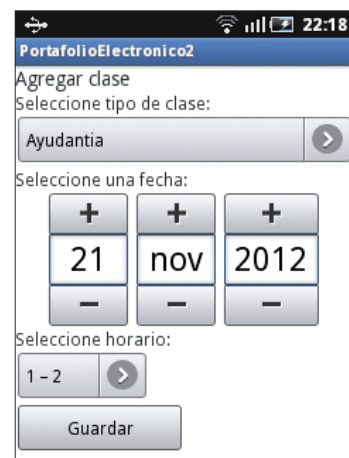 22:18
PortafolioElectronico2
Agregar clase
Seleccione tipo de clase:
Ayudantia
Seleccione una fecha:
+ + +
21 nov 2012
− − −
Seleccione horario:
1 – 2
Guardar